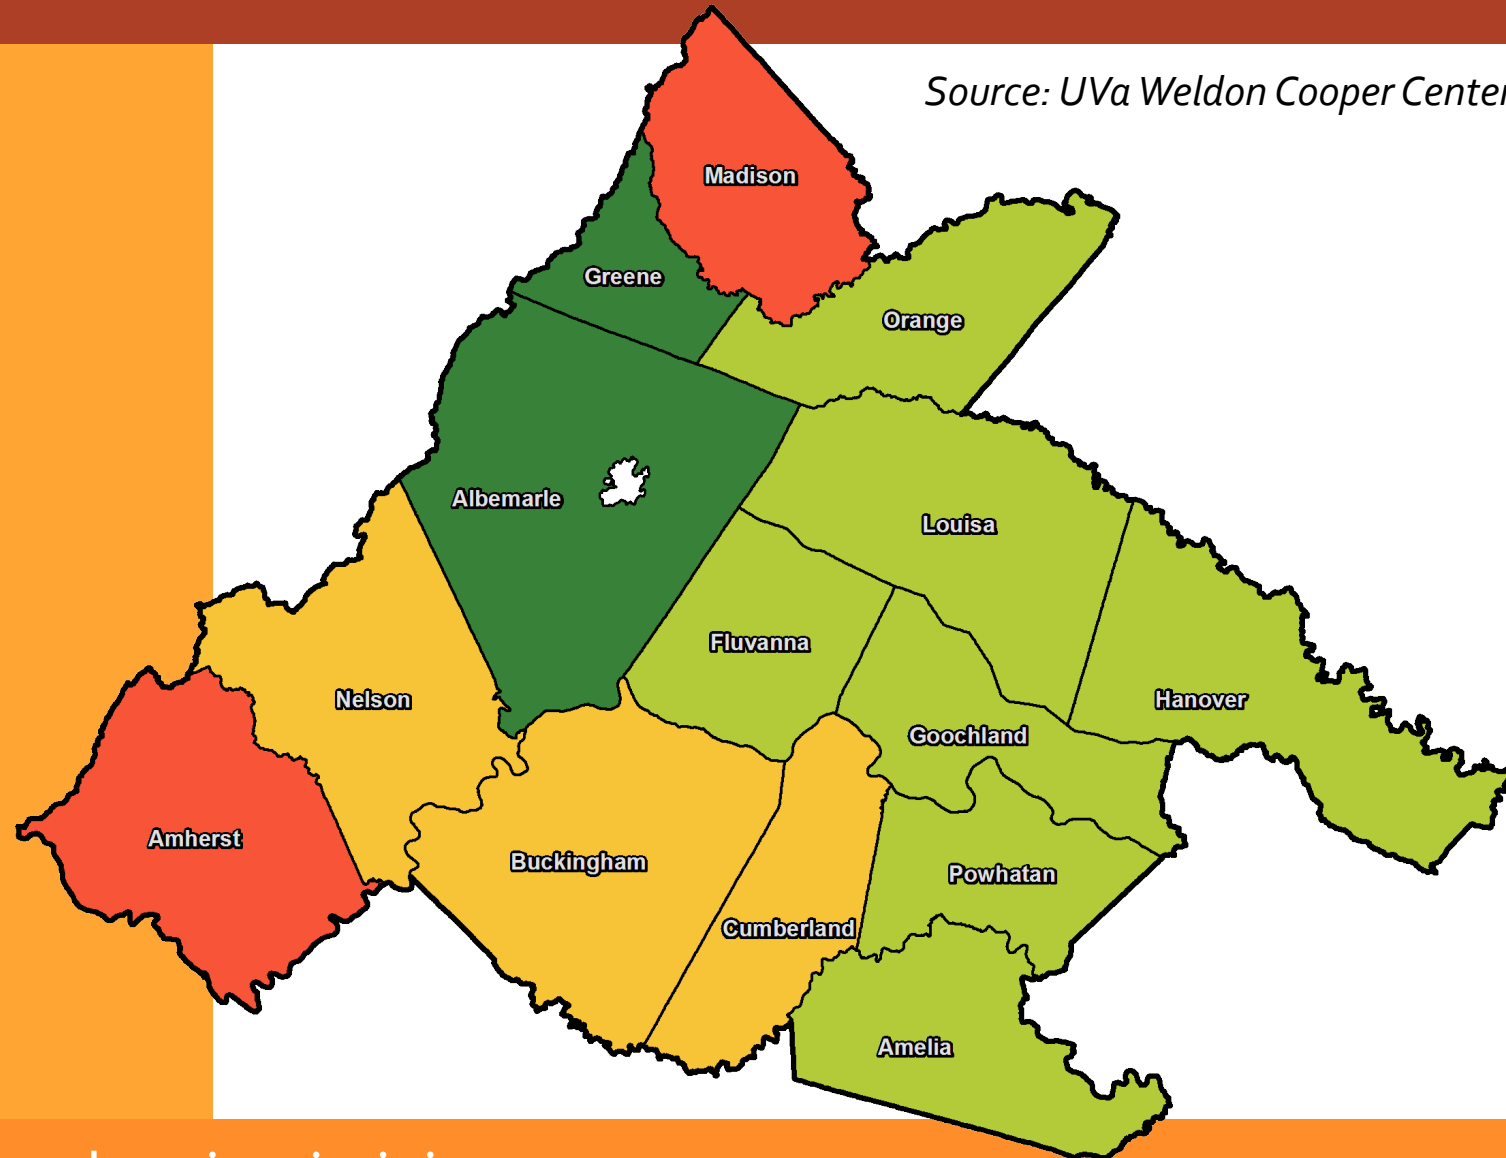 Source: UVa Weldon Cooper Center
Madison
Greene
Orange
Albemarle
Louisa
Fluvanna
Nelson
Hanover
Goochland
Amherst
Buckingham
Powhatan
Cumberland
Amelia